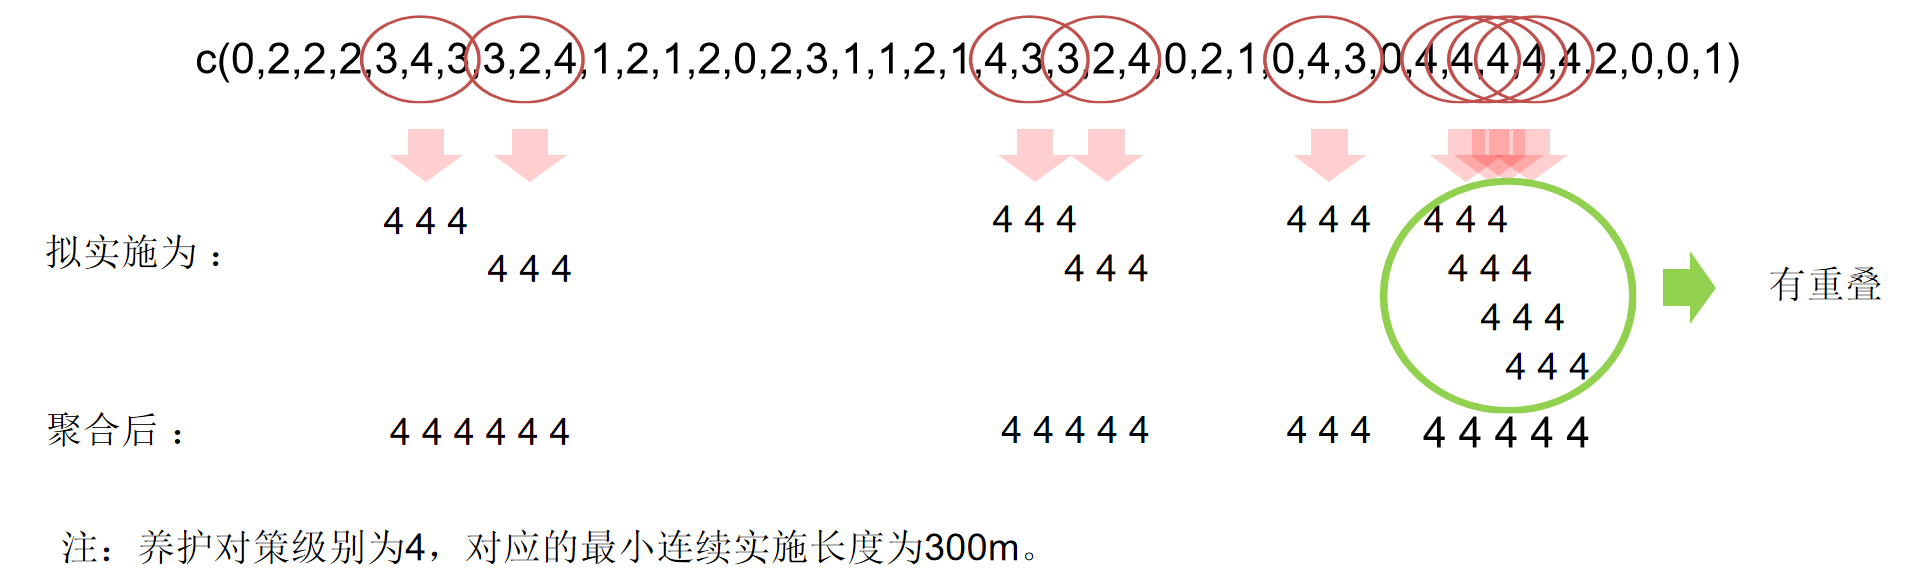 c(0,2,2,2,3,4,3,3,2,4,1,2,1,2,0,2,3,1,1,2,1,4,3,3,2,4,0,2,1,0,4,3,0,4,4,4,4,4,2,0,0,1)
4 4 4 4 4 4 4 4 4 4 4 4
拟实施为：
4 4 4 4 4 4 4 4 4
有重叠
4 4 4
4 4 4
聚合后： 4 4 4 4 4 4 4 4 4 4 4 4 4 4 4 4 4 4 4
注：养护对策级别为4，对应的最小连续实施长度为300m。